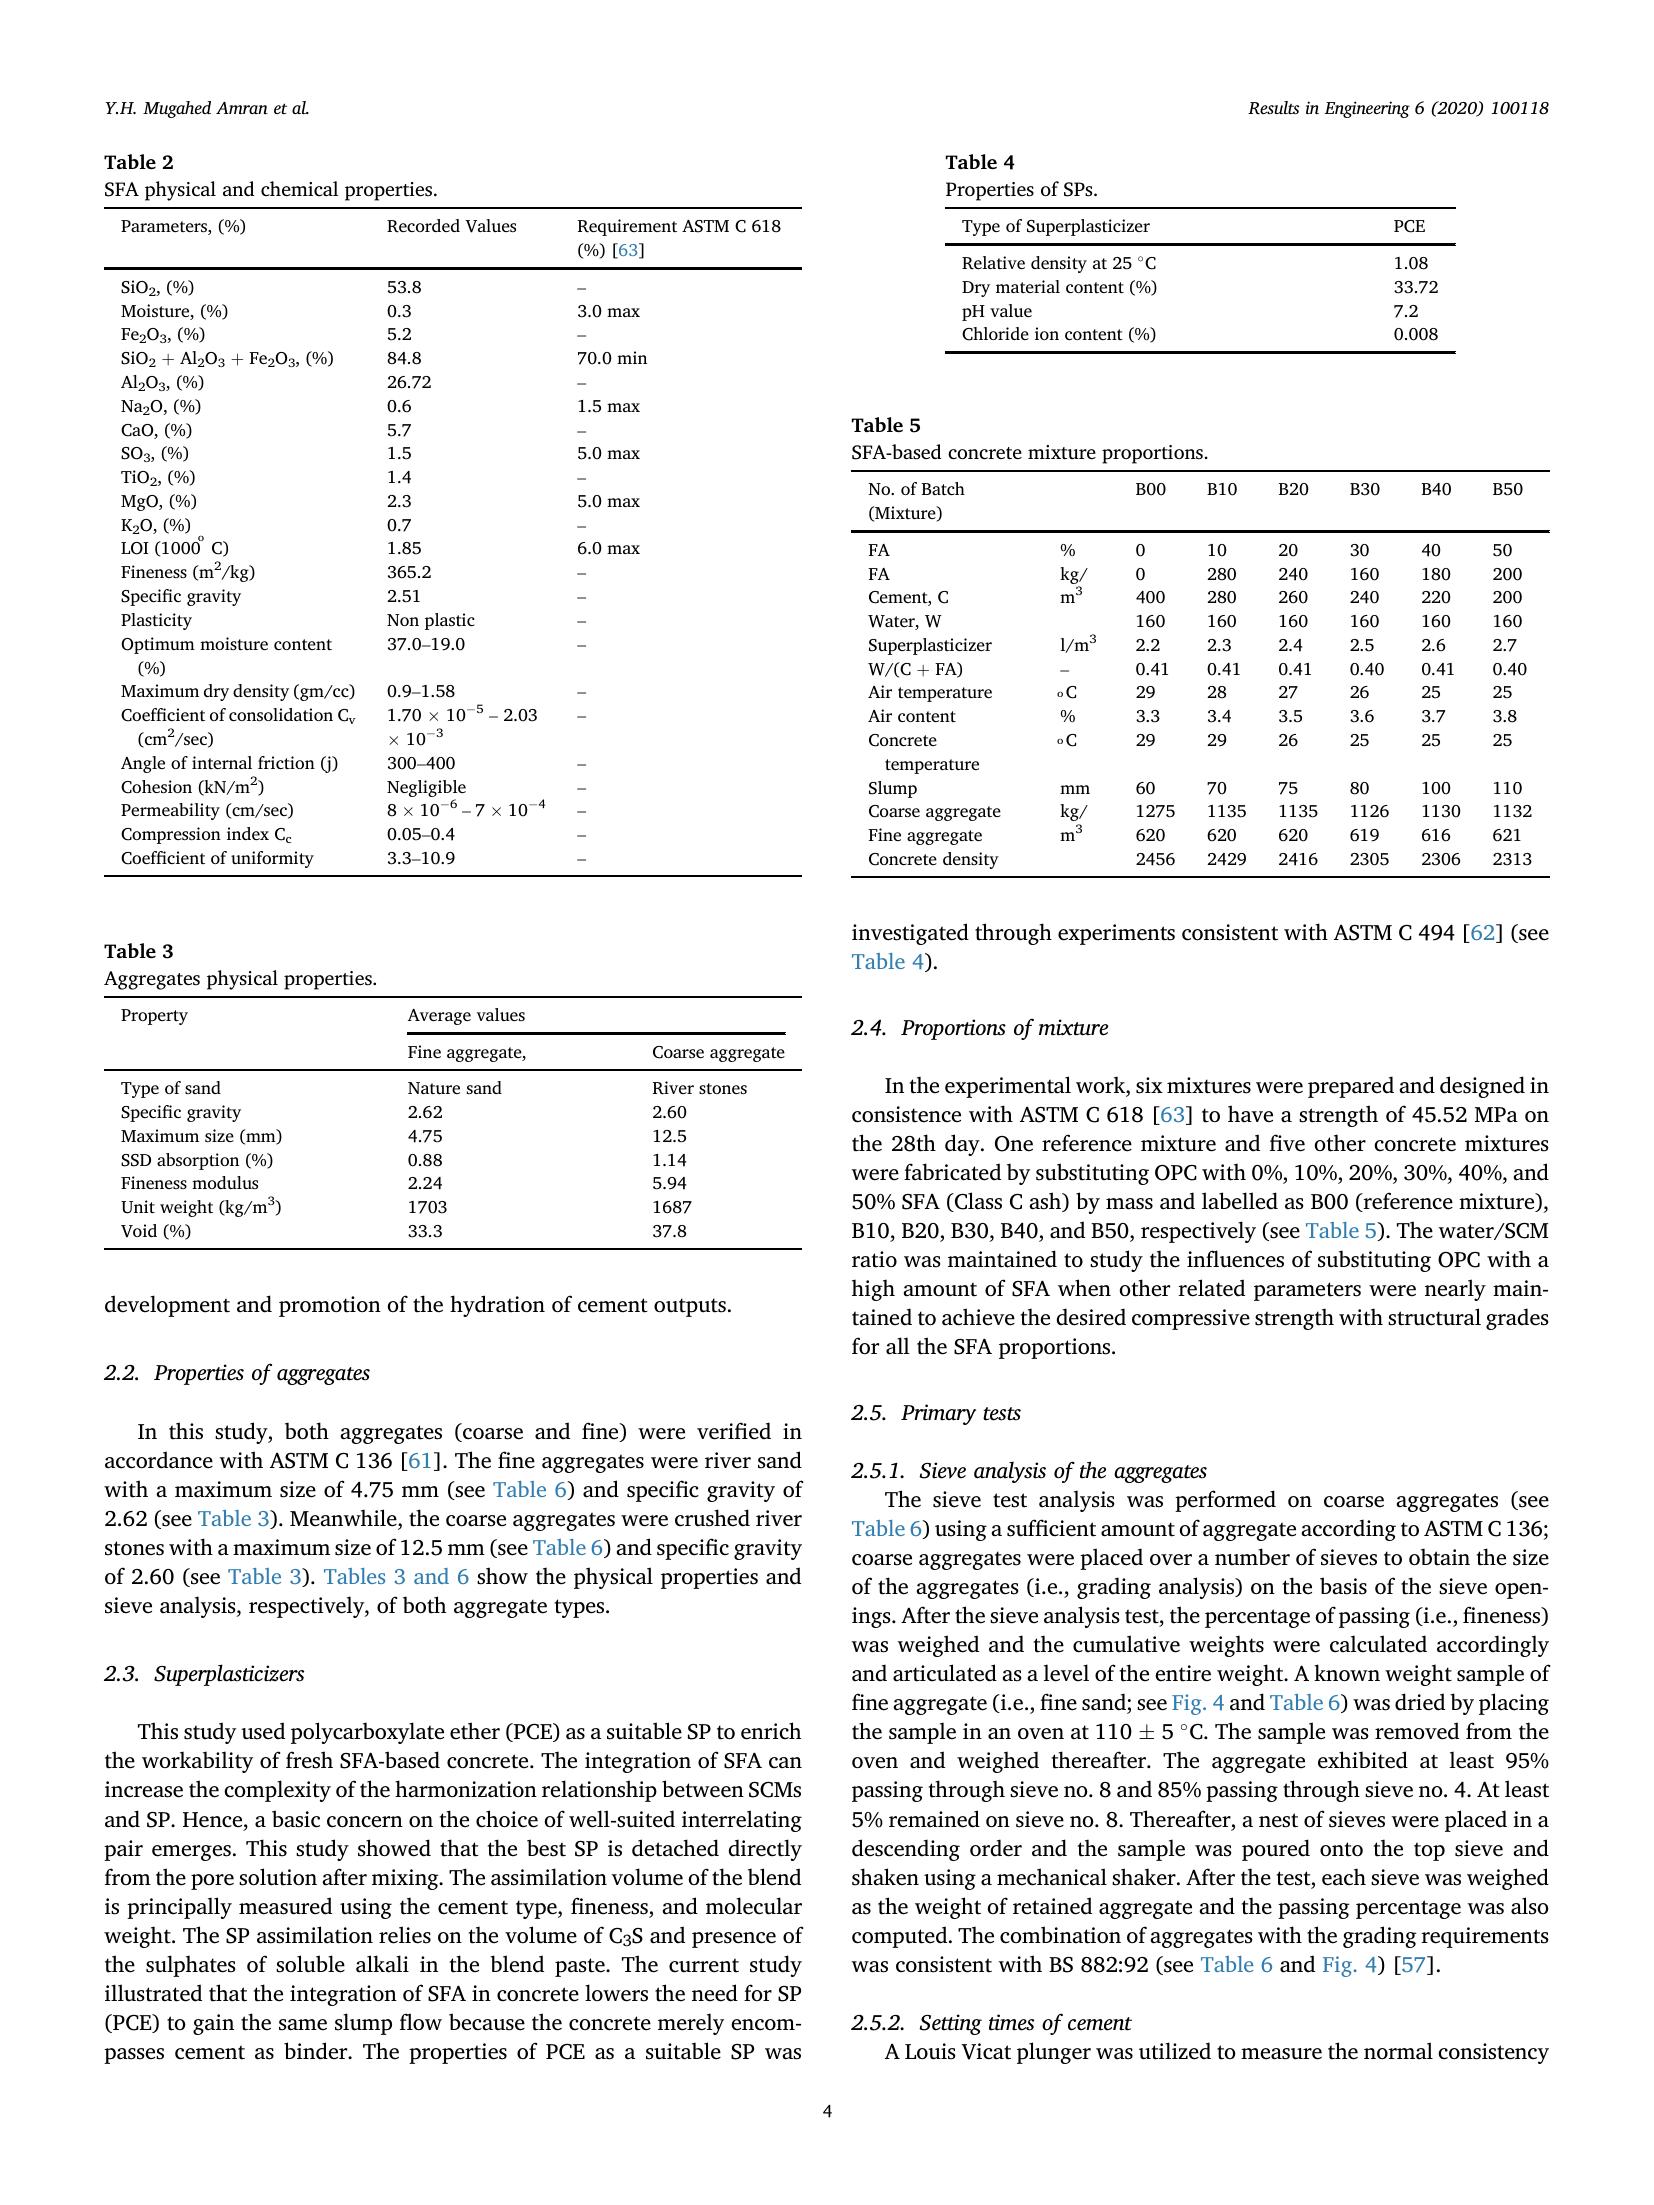 Y.H. Mugahed Amran et al.
Results in Engineering 6 (2020) 100118
Table 2
SFA physical and chemical properties.
Parameters, (%) Recorded Values Requirement ASTM C 618
(%) [63]
SiO2, (%) 53.8 –
Moisture, (%) 0.3 3.0 max
Fe2O3, (%) 5.2 –
SiO2 + Al2O3 + Fe2O3, (%) 84.8 70.0 min
Al2O3, (%) 26.72 –
Na2O, (%) 0.6 1.5 max
CaO, (%) 5.7 –
SO3, (%) 1.5 5.0 max
TiO2, (%) 1.4 –
MgO, (%) 2.3 5.0 max
K2O, (%) 0.7 –
LOI (1000° C) 1.85 6.0 max
Fineness (m²/kg) 365.2 –
Specific gravity 2.51 –
Plasticity Non plastic –
Optimum moisture content 37.0–19.0 –
(%)
Maximum dry density (gm/cc) 0.9–1.58 –
Coefficient of consolidation Cv 1.70 × 10⁻⁵ – 2.03 –
(cm²/sec) × 10⁻³
Angle of internal friction (j) 300–400 –
Cohesion (kN/m²) Negligible –
Permeability (cm/sec) 8 × 10⁻⁶ – 7 × 10⁻⁴ –
Compression index Cc 0.05–0.4 –
Coefficient of uniformity 3.3–10.9 –
Table 3
Aggregates physical properties.
Property Average values
Fine aggregate, Coarse aggregate
Type of sand Nature sand River stones
Specific gravity 2.62 2.60
Maximum size (mm) 4.75 12.5
SSD absorption (%) 0.88 1.14
Fineness modulus 2.24 5.94
Unit weight (kg/m³) 1703 1687
Void (%) 33.3 37.8
development and promotion of the hydration of cement outputs.
2.2. Properties of aggregates
In this study, both aggregates (coarse and fine) were verified in
accordance with ASTM C 136 [61]. The fine aggregates were river sand
with a maximum size of 4.75 mm (see Table 6) and specific gravity of
2.62 (see Table 3). Meanwhile, the coarse aggregates were crushed river
stones with a maximum size of 12.5 mm (see Table 6) and specific gravity
of 2.60 (see Table 3). Tables 3 and 6 show the physical properties and
sieve analysis, respectively, of both aggregate types.
2.3. Superplasticizers
This study used polycarboxylate ether (PCE) as a suitable SP to enrich
the workability of fresh SFA-based concrete. The integration of SFA can
increase the complexity of the harmonization relationship between SCMs
and SP. Hence, a basic concern on the choice of well-suited interrelating
pair emerges. This study showed that the best SP is detached directly
from the pore solution after mixing. The assimilation volume of the blend
is principally measured using the cement type, fineness, and molecular
weight. The SP assimilation relies on the volume of C3S and presence of
the sulphates of soluble alkali in the blend paste. The current study
illustrated that the integration of SFA in concrete lowers the need for SP
(PCE) to gain the same slump flow because the concrete merely encom-
passes cement as binder. The properties of PCE as a suitable SP was
Table 4
Properties of SPs.
Type of Superplasticizer PCE
Relative density at 25 °C 1.08
Dry material content (%) 33.72
pH value 7.2
Chloride ion content (%) 0.008
Table 5
SFA-based concrete mixture proportions.
No. of Batch B00 B10 B20 B30 B40 B50
(Mixture)
FA % 0 10 20 30 40 50
FA kg/ 0 280 240 160 180 200
Cement, C m³ 400 280 260 240 220 200
Water, W 160 160 160 160 160 160
Superplasticizer l/m³ 2.2 2.3 2.4 2.5 2.6 2.7
W/(C + FA) – 0.41 0.41 0.41 0.40 0.41 0.40
Air temperature °C 29 28 27 26 25 25
Air content % 3.3 3.4 3.5 3.6 3.7 3.8
Concrete °C 29 29 26 25 25 25
temperature
Slump mm 60 70 75 80 100 110
Coarse aggregate kg/ 1275 1135 1135 1126 1130 1132
Fine aggregate m³ 620 620 620 619 616 621
Concrete density 2456 2429 2416 2305 2306 2313
investigated through experiments consistent with ASTM C 494 [62] (see
Table 4).
2.4. Proportions of mixture
In the experimental work, six mixtures were prepared and designed in
consistence with ASTM C 618 [63] to have a strength of 45.52 MPa on
the 28th day. One reference mixture and five other concrete mixtures
were fabricated by substituting OPC with 0%, 10%, 20%, 30%, 40%, and
50% SFA (Class C ash) by mass and labelled as B00 (reference mixture),
B10, B20, B30, B40, and B50, respectively (see Table 5). The water/SCM
ratio was maintained to study the influences of substituting OPC with a
high amount of SFA when other related parameters were nearly main-
tained to achieve the desired compressive strength with structural grades
for all the SFA proportions.
2.5. Primary tests
2.5.1. Sieve analysis of the aggregates
The sieve test analysis was performed on coarse aggregates (see
Table 6) using a sufficient amount of aggregate according to ASTM C 136;
coarse aggregates were placed over a number of sieves to obtain the size
of the aggregates (i.e., grading analysis) on the basis of the sieve open-
ings. After the sieve analysis test, the percentage of passing (i.e., fineness)
was weighed and the cumulative weights were calculated accordingly
and articulated as a level of the entire weight. A known weight sample of
fine aggregate (i.e., fine sand; see Fig. 4 and Table 6) was dried by placing
the sample in an oven at 110 ± 5 °C. The sample was removed from the
oven and weighed thereafter. The aggregate exhibited at least 95%
passing through sieve no. 8 and 85% passing through sieve no. 4. At least
5% remained on sieve no. 8. Thereafter, a nest of sieves were placed in a
descending order and the sample was poured onto the top sieve and
shaken using a mechanical shaker. After the test, each sieve was weighed
as the weight of retained aggregate and the passing percentage was also
computed. The combination of aggregates with the grading requirements
was consistent with BS 882:92 (see Table 6 and Fig. 4) [57].
2.5.2. Setting times of cement
A Louis Vicat plunger was utilized to measure the normal consistency
4